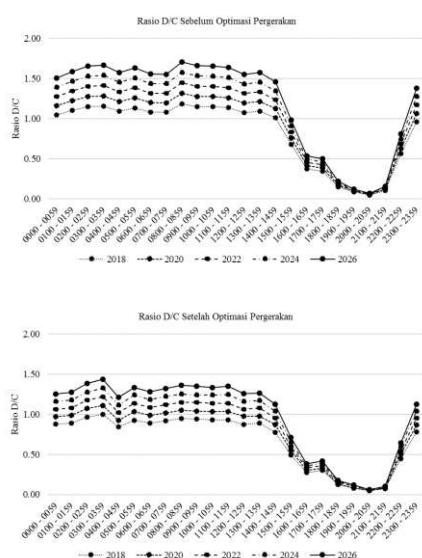 Rasio D/C Sebelum Optimasi Pergerakan
2.00
1.50
1.00
0.50
0.00
Rasio D/C
0000 - 0059
0100 - 0159
0200 - 0259
0300 - 0359
0400 - 0459
0500 - 0559
0600 - 0659
0700 - 0759
0800 - 0859
0900 - 0959
1000 - 1059
1100 - 1159
1200 - 1259
1300 - 1359
1400 - 1459
1500 - 1559
1600 - 1659
1700 - 1759
1800 - 1859
1900 - 1959
2000 - 2059
2100 - 2159
2200 - 2259
2300 - 2359
2018 2020 2022 2024 2026
Rasio D/C Setelah Optimasi Pergerakan
2.00
1.50
1.00
0.50
0.00
Rasio D/C
0000 - 0059
0100 - 0159
0200 - 0259
0300 - 0359
0400 - 0459
0500 - 0559
0600 - 0659
0700 - 0759
0800 - 0859
0900 - 0959
1000 - 1059
1100 - 1159
1200 - 1259
1300 - 1359
1400 - 1459
1500 - 1559
1600 - 1659
1700 - 1759
1800 - 1859
1900 - 1959
2000 - 2059
2100 - 2159
2200 - 2259
2300 - 2359
2018 2020 2022 2024 2026